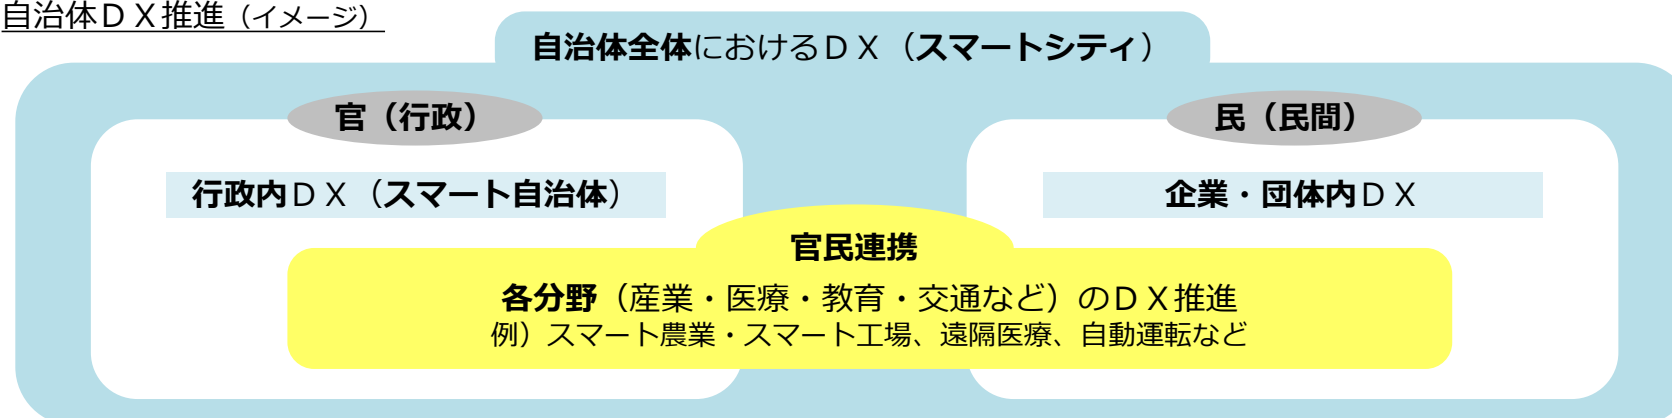 自治体ＤＸ推進（イメージ）
自治体全体におけるＤＸ（スマートシティ）
官（行政）
民（民間）
行政内ＤＸ（スマート自治体）
企業・団体内ＤＸ
官民連携
各分野（産業・医療・教育・交通など）のＤＸ推進
例）スマート農業・スマート工場、遠隔医療、自動運転など